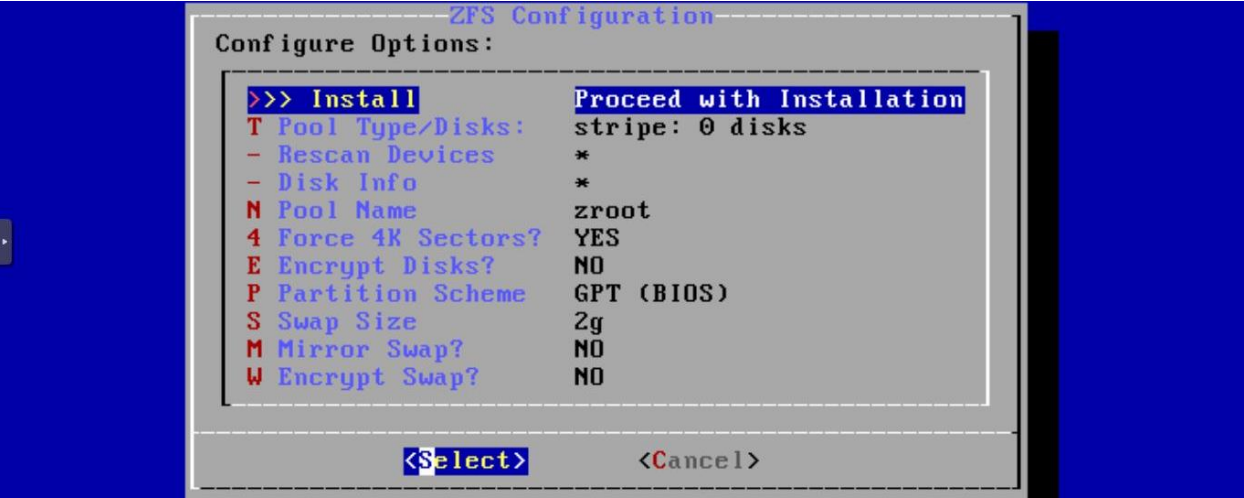 ZFS Configuration
Configure Options:
>>> Install Proceed with Installation
T Pool Type/Disks: stripe: 0 disks
- Rescan Devices *
- Disk Info *
N Pool Name zroot
4 Force 4K Sectors? YES
E Encrypt Disks? NO
P Partition Scheme GPT (BIOS)
S Swap Size 2g
M Mirror Swap? NO
W Encrypt Swap? NO
<Select> <Cancel>